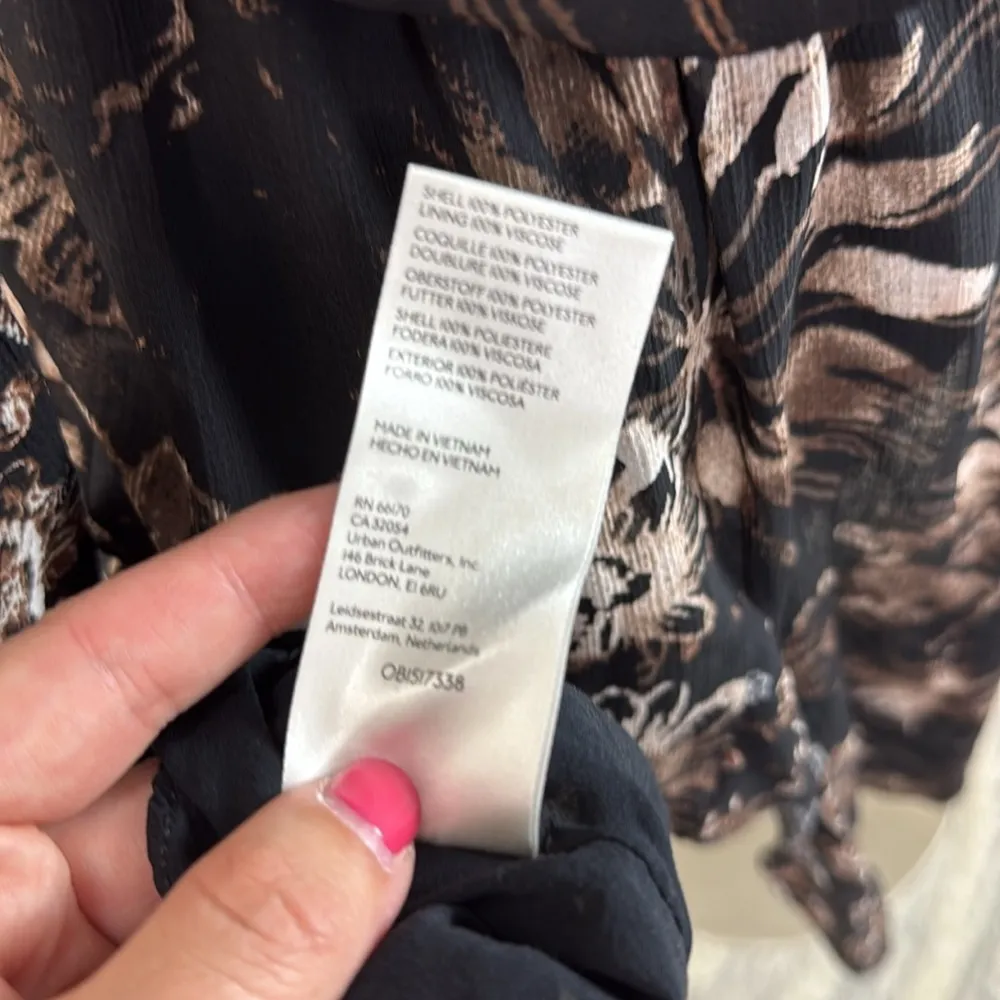 SHELL 100% POLYESTER
LINING 100% VISCOSE
COQUILLE 100% POLYESTER
DOUBLURE 100% VISCOSE
OBERSTOFF 100% POLYESTER
FUTTER 100% VISKOSE
SHELL 100% POLIESTERE
FODERA 100% VISCOSA
EXTERIOR 100% POLIÉSTER
FORRO 100% VISCOSA
MADE IN VIETNAM
HECHO EN VIETNAM
RN 66170
CA 32054
Urban Outfitters, Inc.
146 Brick Lane
LONDON, E1 6RU
Leidsestraat 32, 1017 PB
Amsterdam, Netherlands
OB1517338